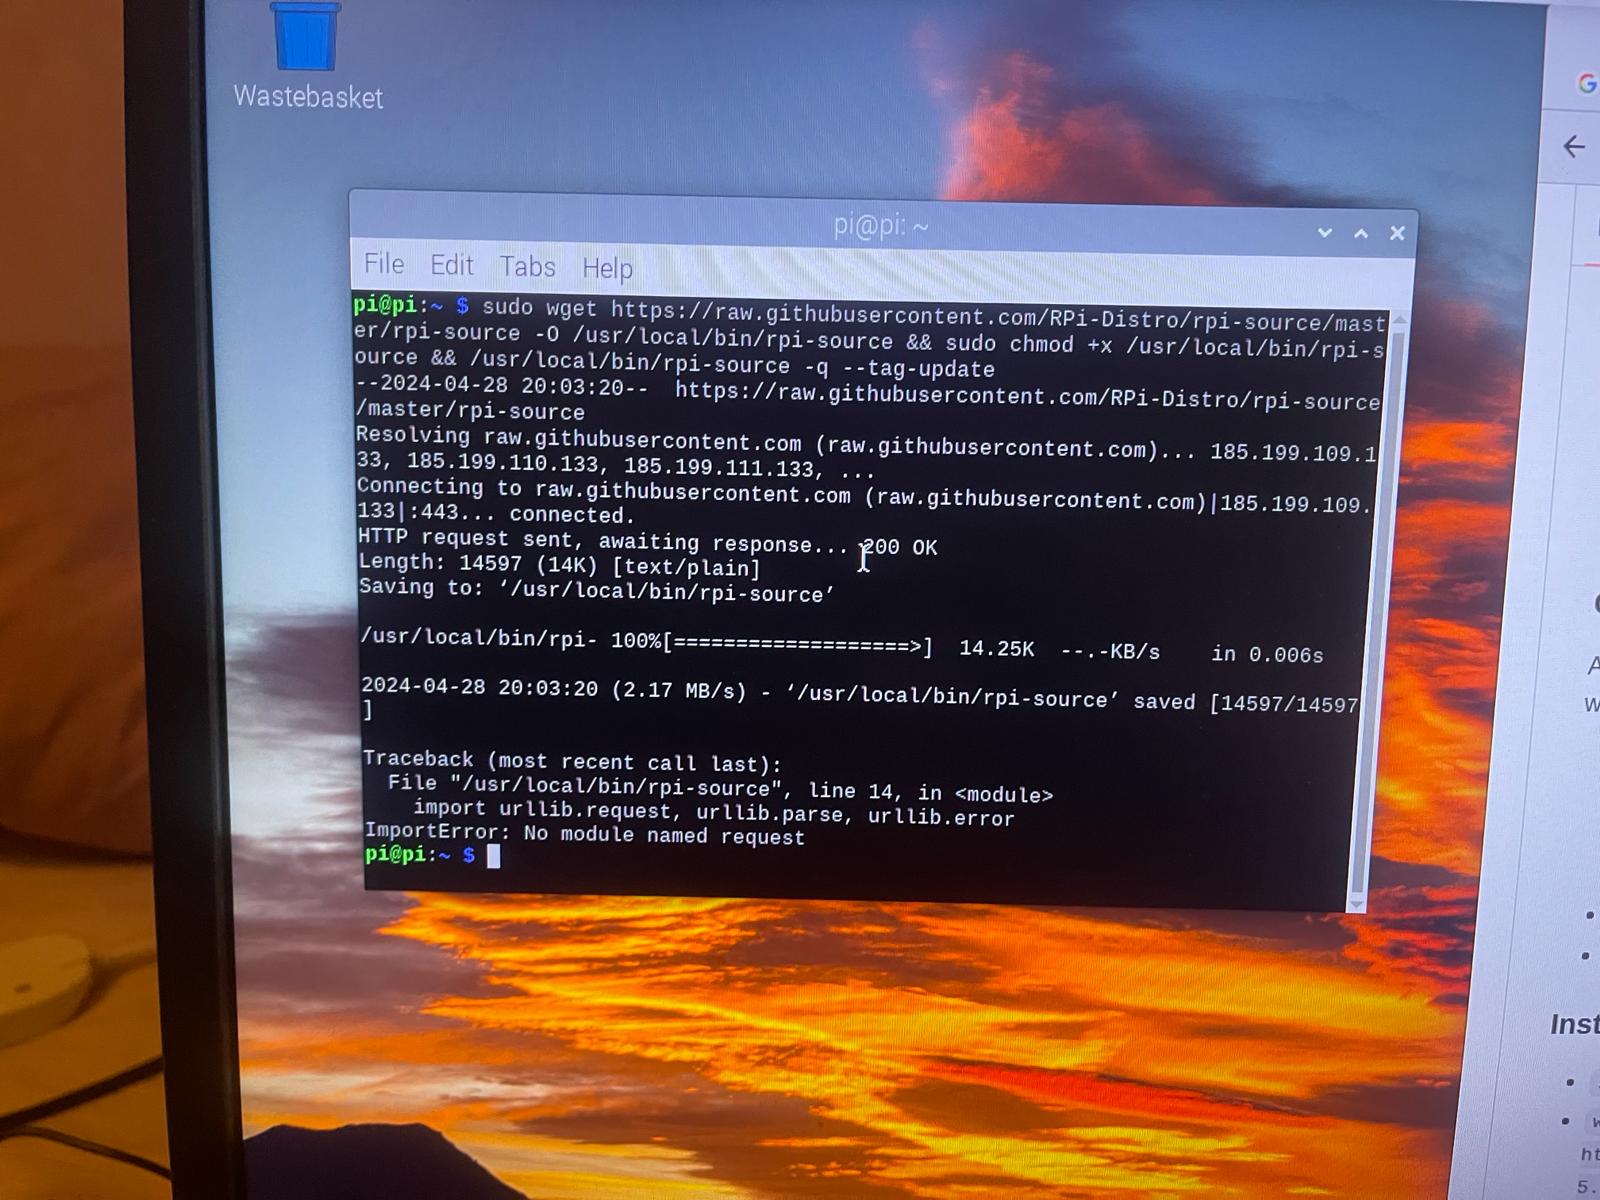 Wastebasket
pi@pi: ~
File Edit Tabs Help
pi@pi:~ $ sudo wget https://raw.githubusercontent.com/RPi-Distro/rpi-source/mast
er/rpi-source -O /usr/local/bin/rpi-source && sudo chmod +x /usr/local/bin/rpi-s
ource && /usr/local/bin/rpi-source -q --tag-update
--2024-04-28 20:03:20--  https://raw.githubusercontent.com/RPi-Distro/rpi-source
/master/rpi-source
Resolving raw.githubusercontent.com (raw.githubusercontent.com)... 185.199.109.1
33, 185.199.110.133, 185.199.111.133, ...
Connecting to raw.githubusercontent.com (raw.githubusercontent.com)|185.199.109.
133|:443... connected.
HTTP request sent, awaiting response... 200 OK
Length: 14597 (14K) [text/plain]
Saving to: ‘/usr/local/bin/rpi-source’
/usr/local/bin/rpi- 100%[===================>]  14.25K  --.-KB/s    in 0.006s
2024-04-28 20:03:20 (2.17 MB/s) - ‘/usr/local/bin/rpi-source’ saved [14597/14597
]
Traceback (most recent call last):
  File "/usr/local/bin/rpi-source", line 14, in <module>
    import urllib.request, urllib.parse, urllib.error
ImportError: No module named request
pi@pi:~ $
G
Inst
ht
5.